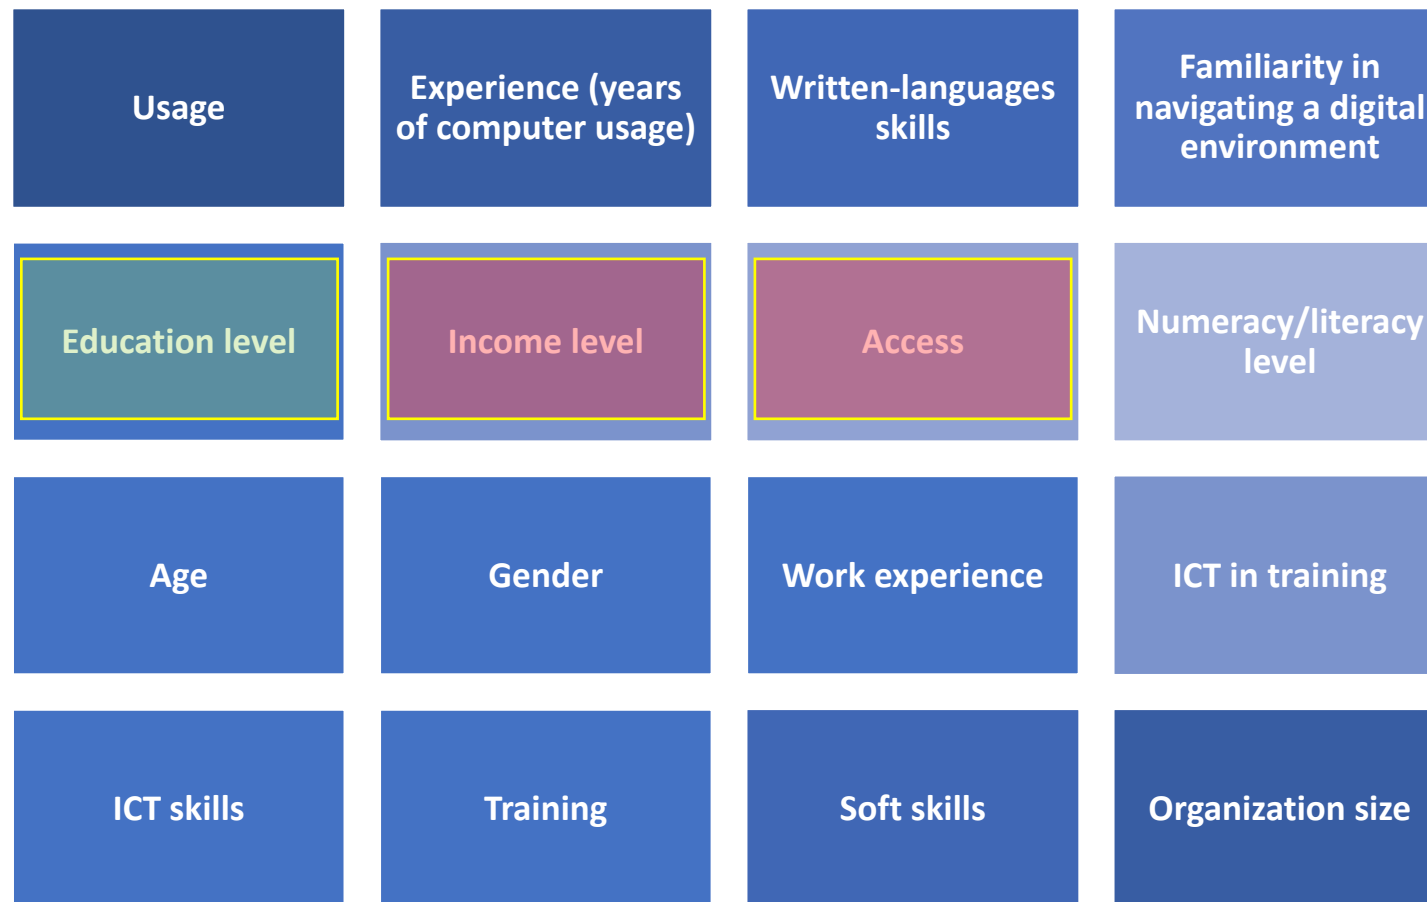 Usage
Experience (years
of computer usage)
Written-languages
skills
Familiarity in
navigating a digital
environment
Education level
Income level
Access
Numeracy/literacy
level
Age
Gender
Work experience
ICT in training
ICT skills
Training
Soft skills
Organization size